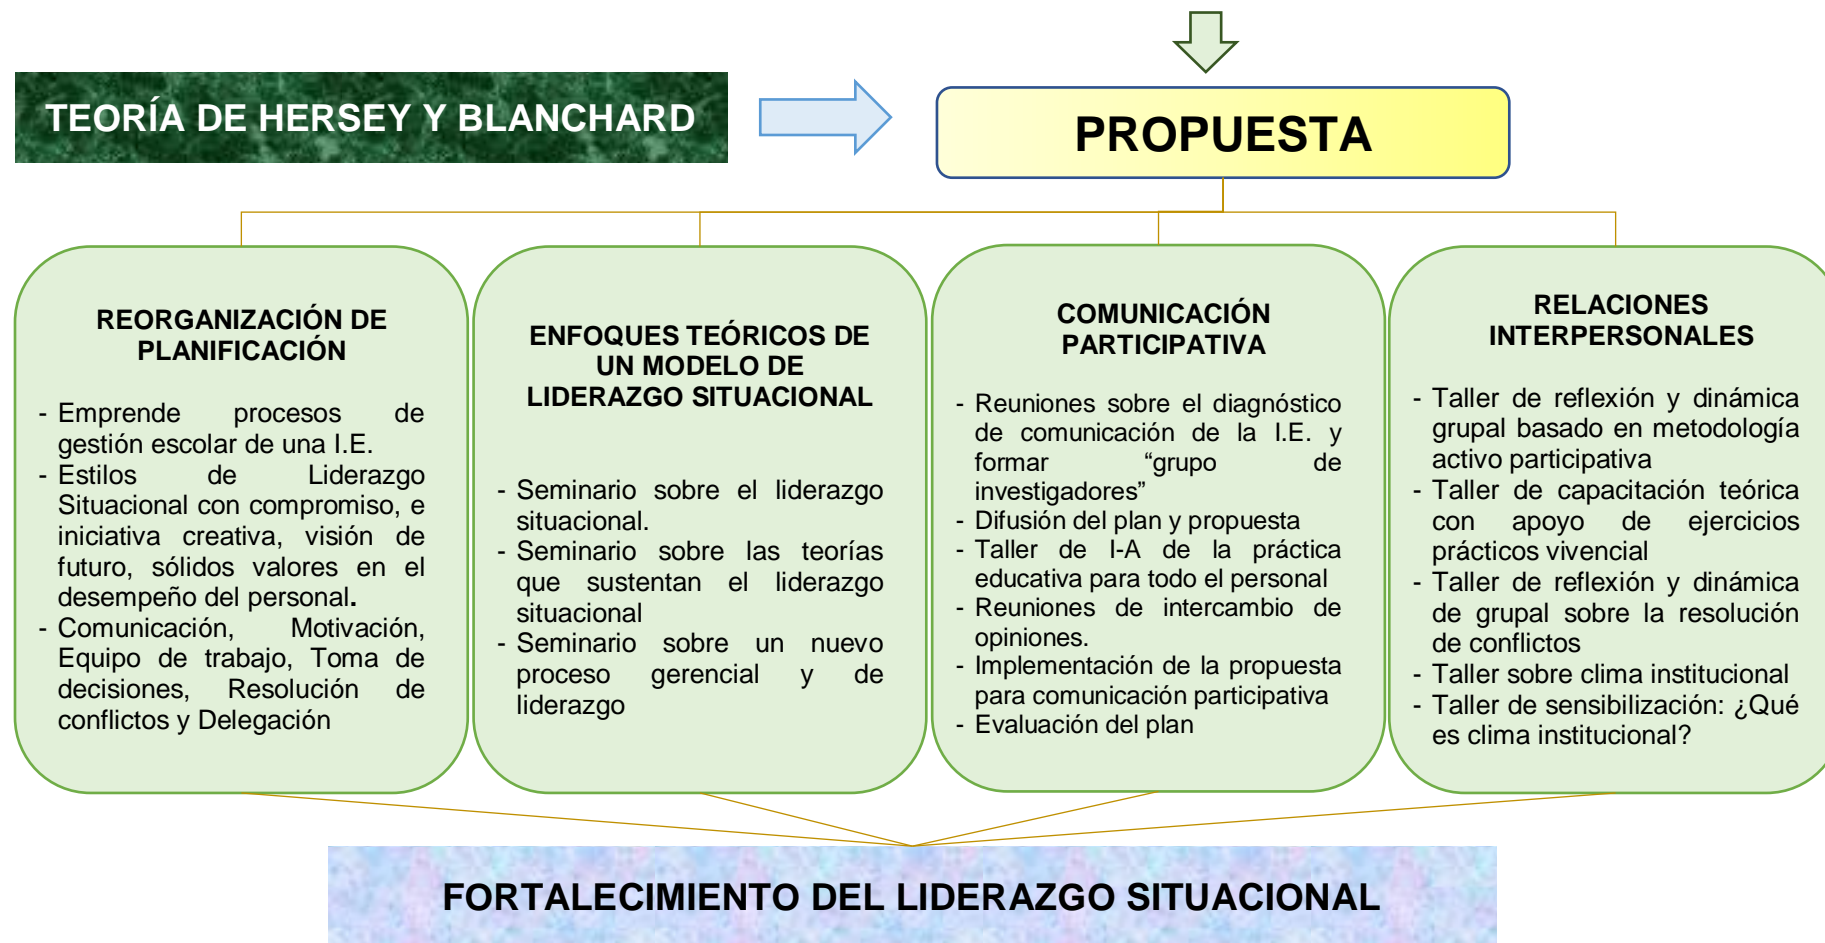 TEORÍA DE HERSEY Y BLANCHARD
PROPUESTA
REORGANIZACIÓN DE
PLANIFICACIÓN
- Emprende procesos de
gestión escolar de una I.E.
- Estilos de Liderazgo
Situacional con compromiso, e
iniciativa creativa, visión de
futuro, sólidos valores en el
desempeño del personal.
- Comunicación, Motivación,
Equipo de trabajo, Toma de
decisiones, Resolución de
conflictos y Delegación
ENFOQUES TEÓRICOS DE
UN MODELO DE
LIDERAZGO SITUACIONAL
- Seminario sobre el liderazgo
situacional.
- Seminario sobre las teorías
que sustentan el liderazgo
situacional
- Seminario sobre un nuevo
proceso gerencial y de
liderazgo
COMUNICACIÓN
PARTICIPATIVA
- Reuniones sobre el diagnóstico
de comunicación de la I.E. y
formar “grupo de
investigadores”
- Difusión del plan y propuesta
- Taller de I-A de la práctica
educativa para todo el personal
- Reuniones de intercambio de
opiniones.
- Implementación de la propuesta
para comunicación participativa
- Evaluación del plan
RELACIONES
INTERPERSONALES
- Taller de reflexión y dinámica
grupal basado en metodología
activo participativa
- Taller de capacitación teórica
con apoyo de ejercicios
prácticos vivencial
- Taller de reflexión y dinámica
de grupal sobre la resolución
de conflictos
- Taller sobre clima institucional
- Taller de sensibilización: ¿Qué
es clima institucional?
FORTALECIMIENTO DEL LIDERAZGO SITUACIONAL